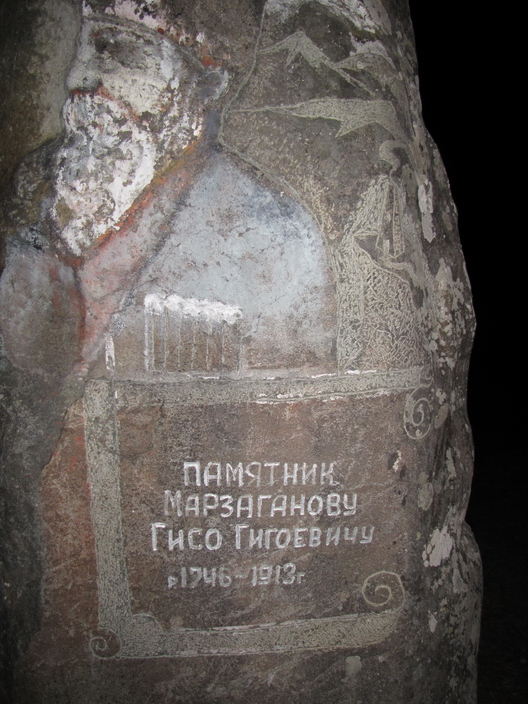 ПАМЯТНИК
МАРЗАГАНОВУ
ГИСО ГИГОЕВИЧУ
р1746-1913г.